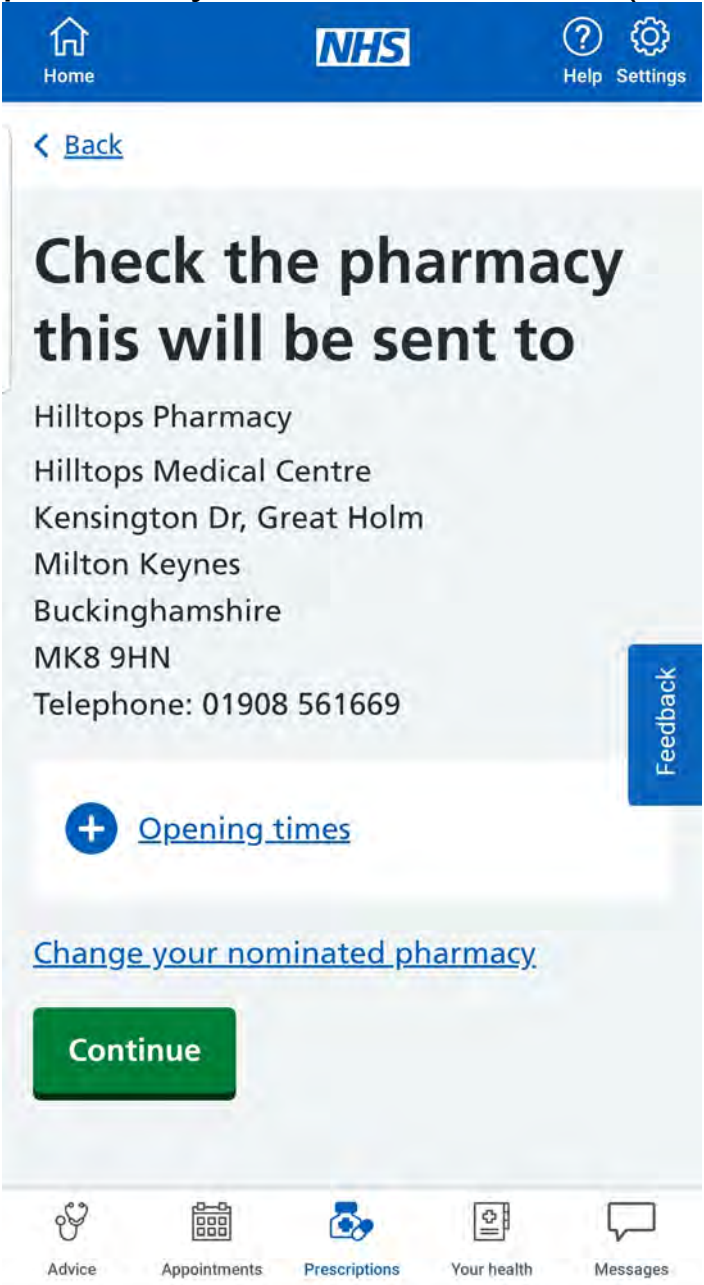 NHS
Home
Help Settings
Back
Check the pharmacy
this will be sent to
Hilltops Pharmacy
Hilltops Medical Centre
Kensington Dr, Great Holm
Milton Keynes
Buckinghamshire
MK8 9HN
Telephone: 01908 561669
Feedback
Opening times
Change your nominated pharmacy
Continue
Advice Appointments Prescriptions Your health Messages